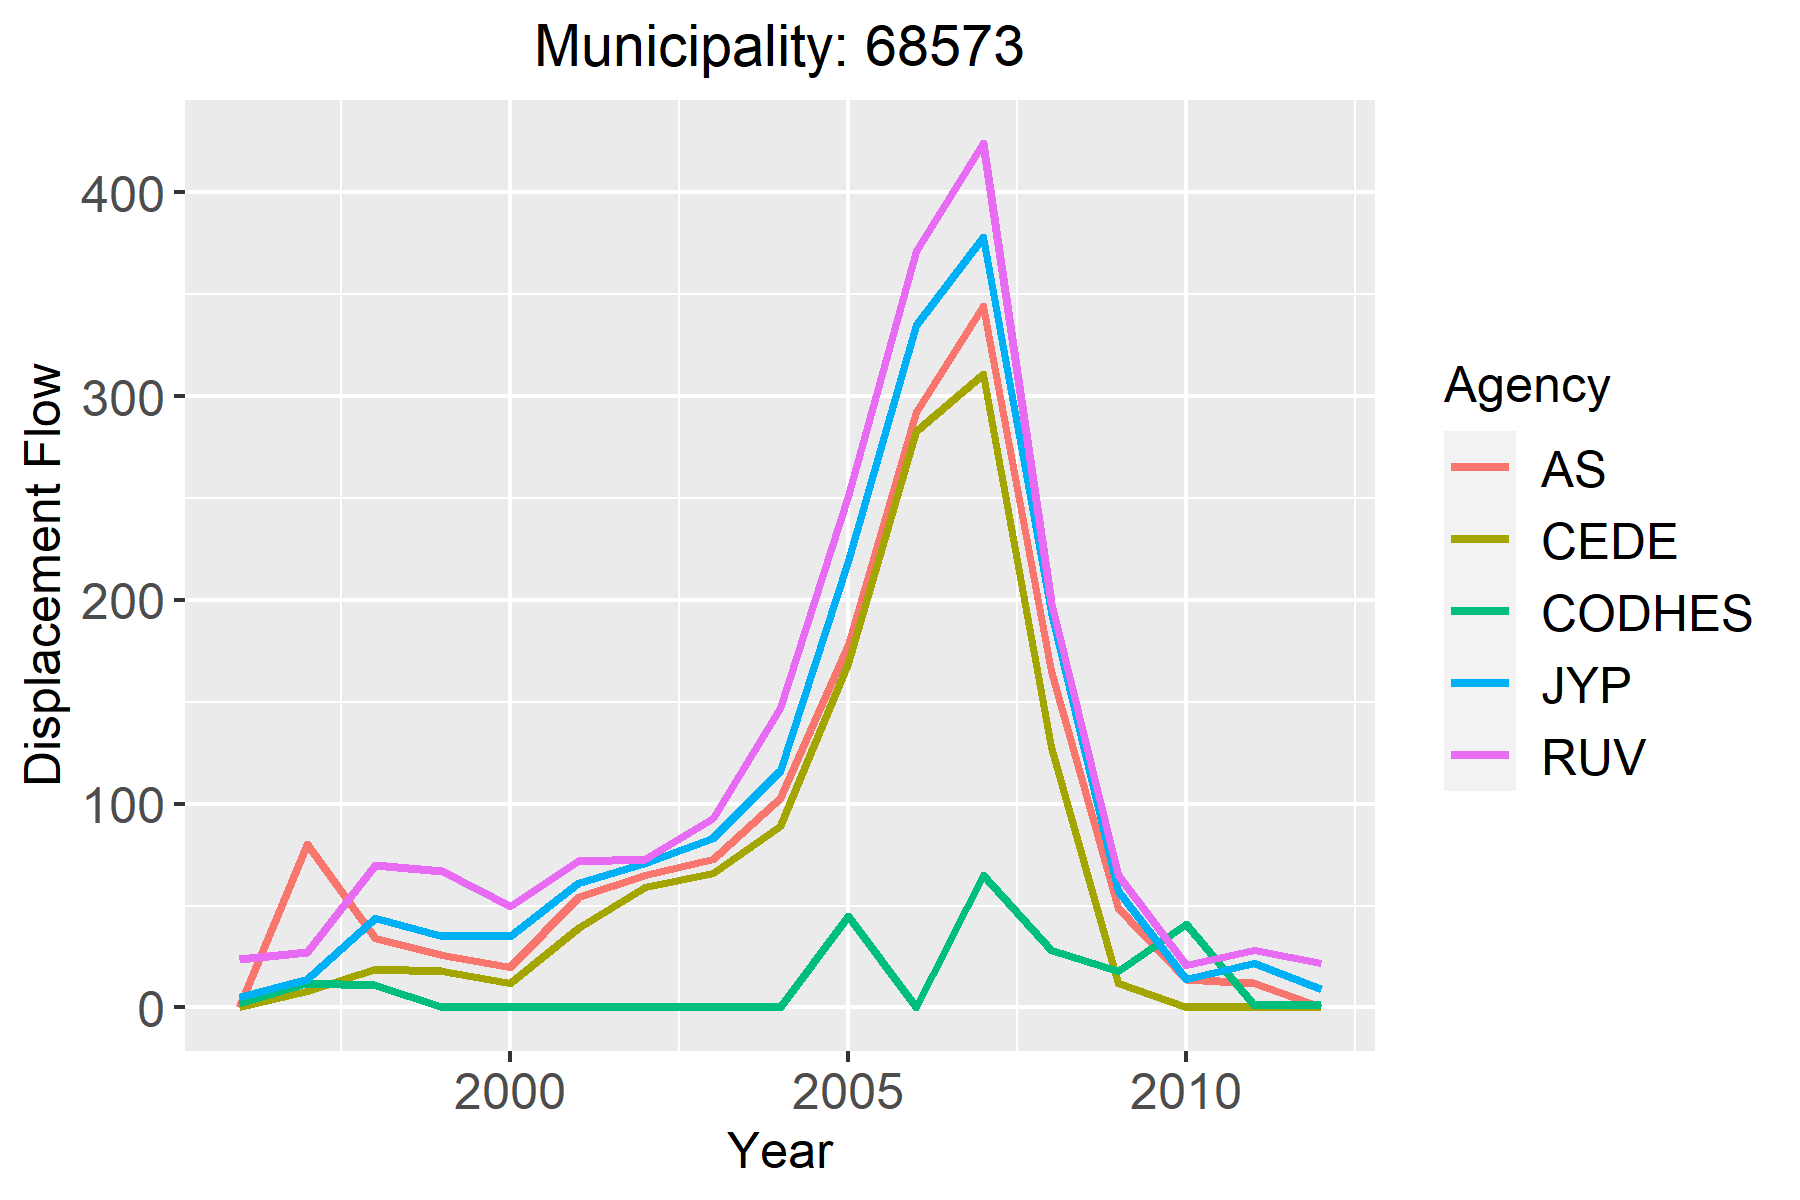 Municipality: 68573
400
300
200
100
0
Displacement Flow
2000 2005 2010
Year
Agency
AS
CEDE
CODHES
JYP
RUV